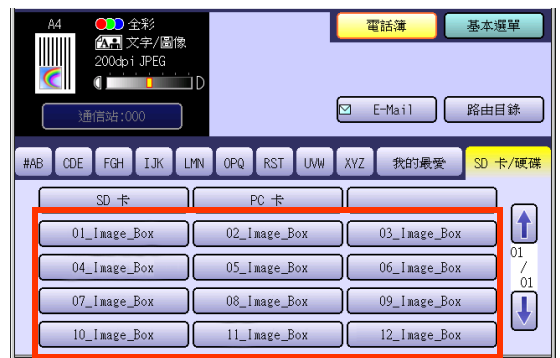 A4 全彩 電話簿 基本選單
文字/圖像
200dpi JPEG
D
通信站:000 E-Mail 路由目錄
#AB CDE FGH IJK LMN OPQ RST UVW XYZ 我的最愛 SD 卡/硬碟
SD 卡 PC 卡
01_Image_Box 02_Image_Box 03_Image_Box
04_Image_Box 05_Image_Box 06_Image_Box
07_Image_Box 08_Image_Box 09_Image_Box
10_Image_Box 11_Image_Box 12_Image_Box
01
/
01